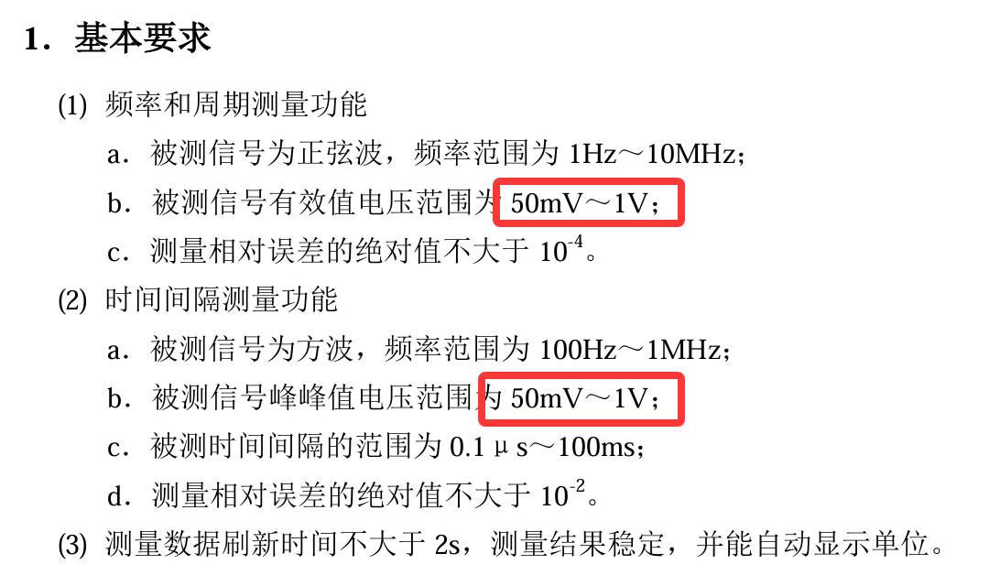 1. 基本要求
(1) 频率和周期测量功能
a. 被测信号为正弦波，频率范围为 1Hz～10MHz；
b. 被测信号有效值电压范围为 50mV～1V；
c. 测量相对误差的绝对值不大于 10⁻⁴。
(2) 时间间隔测量功能
a. 被测信号为方波，频率范围为 100Hz～1MHz；
b. 被测信号峰峰值电压范围为 50mV～1V；
c. 被测时间间隔的范围为 0.1μs～100ms；
d. 测量相对误差的绝对值不大于 10⁻²。
(3) 测量数据刷新时间不大于 2s，测量结果稳定，并能自动显示单位。